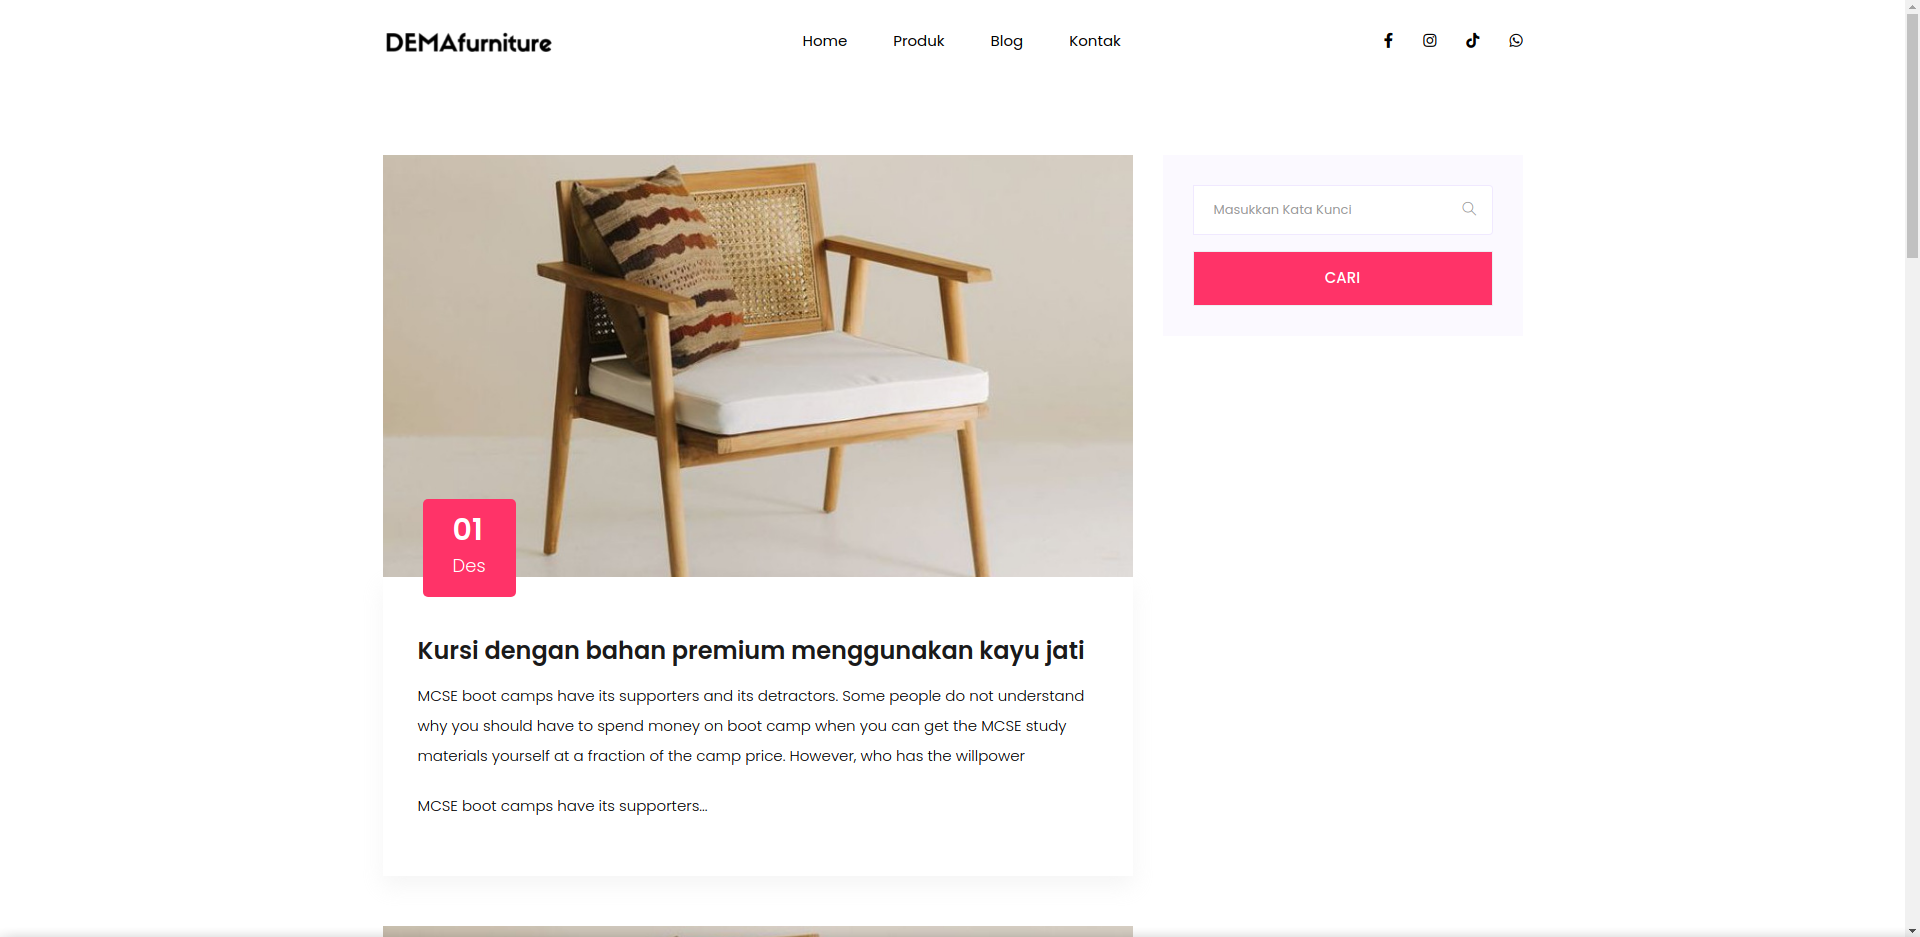 DEMAfurniture
Home Produk Blog Kontak
Masukkan Kata Kunci
CARI
01
Des
Kursi dengan bahan premium menggunakan kayu jati
MCSE boot camps have its supporters and its detractors. Some people do not understand
why you should have to spend money on boot camp when you can get the MCSE study
materials yourself at a fraction of the camp price. However, who has the willpower
MCSE boot camps have its supporters...